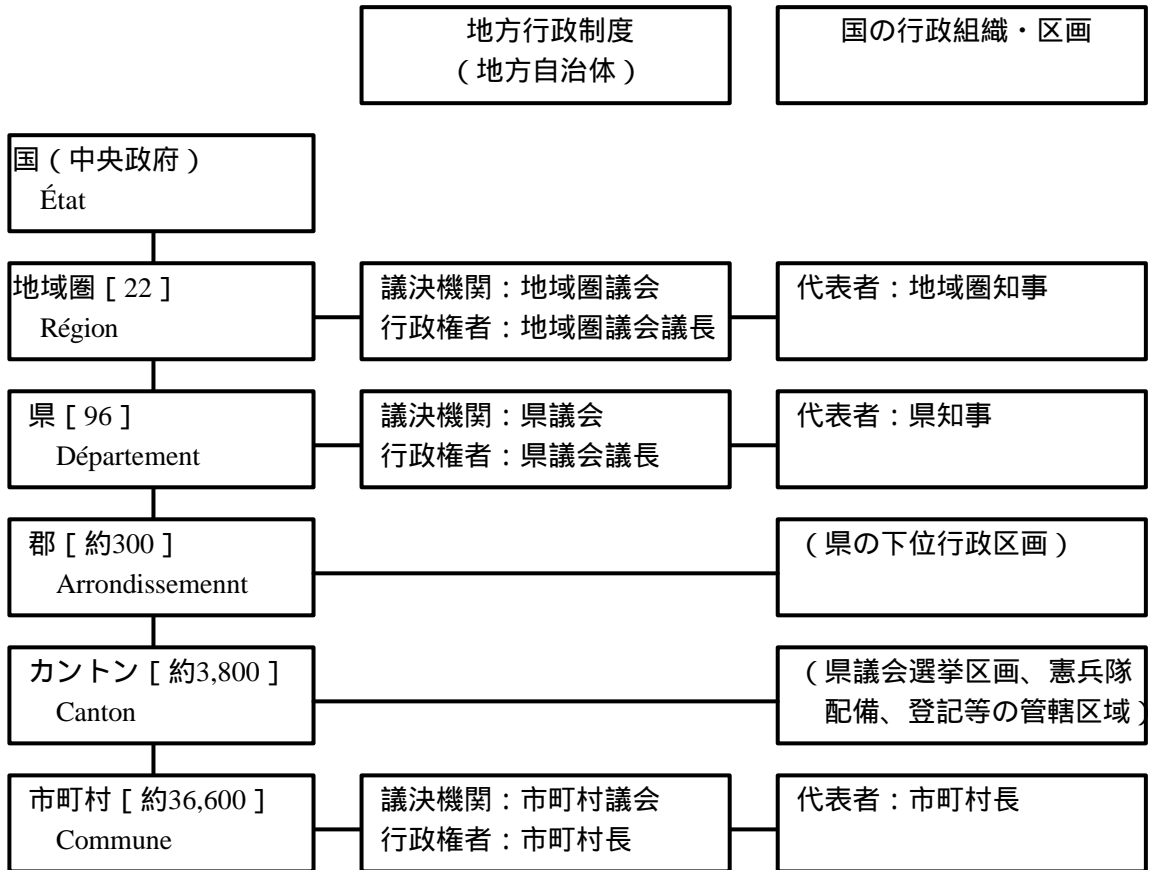 地方行政制度
（地方自治体）
国の行政組織・区画
国（中央政府）
État
地域圏［22］
Région
議決機関：地域圏議会
行政権者：地域圏議会議長
代表者：地域圏知事
県［96］
Département
議決機関：県議会
行政権者：県議会議長
代表者：県知事
郡［約300］
Arrondissemennt
（県の下位行政区画）
カントン［約3,800］
Canton
（県議会選挙区画、憲兵隊
配備、登記等の管轄区域）
市町村［約36,600］
Commune
議決機関：市町村議会
行政権者：市町村長
代表者：市町村長